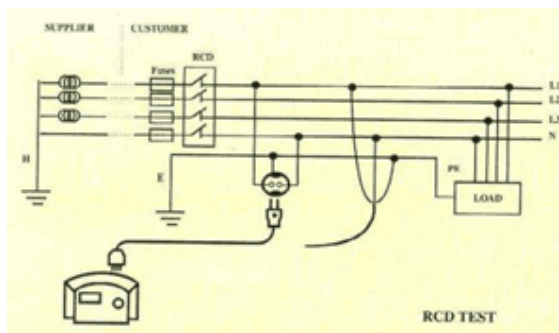 SUPPLIER CUSTOMER
RCD
Fuses
L1
L2
L3
N
H
E
PE
LOAD
RCD TEST